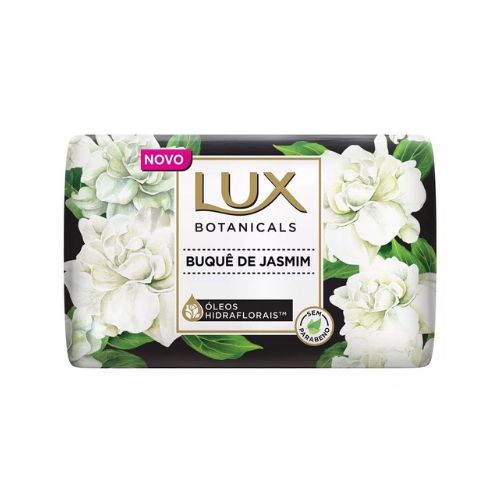 NOVO
LUX
BOTANICALS
BUQUÊ DE JASMIM
ÓLEOS
HIDRAFLORAIS™
SEM
PARABENO